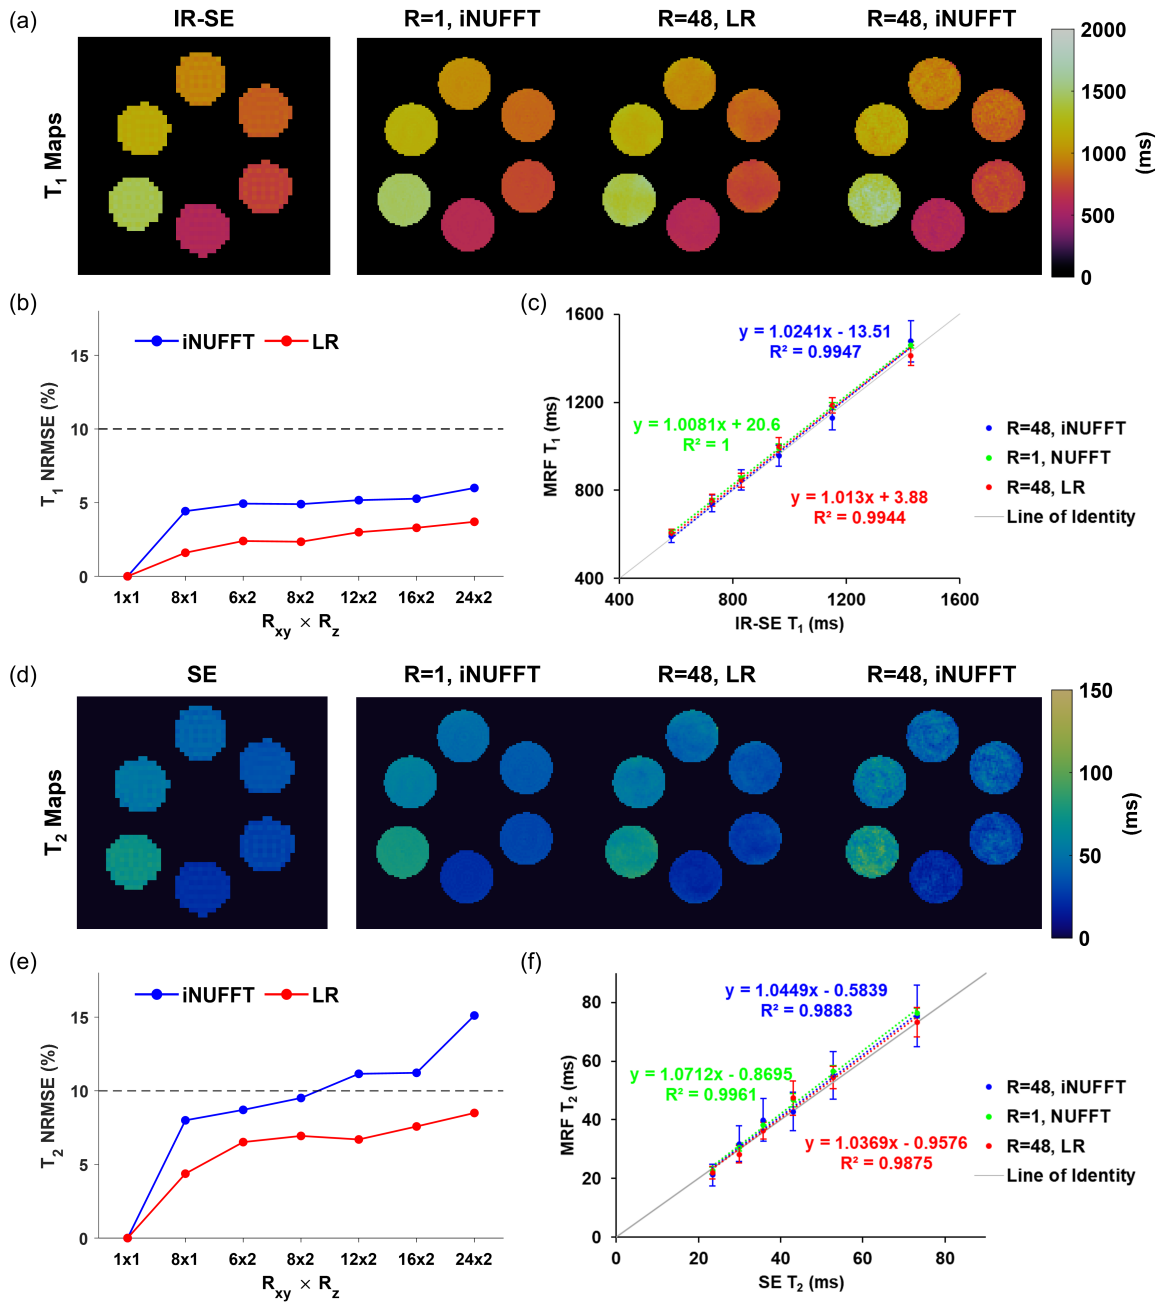 (a)
IR-SE
R=1, iNUFFT
R=48, LR
R=48, iNUFFT
T1 Maps
2000
1500
1000
500
0
(ms)
(b)
iNUFFT
LR
T1 NRMSE (%)
15
10
5
0
1x1 8x1 6x2 8x2 12x2 16x2 24x2
Rxy × Rz
(c)
y = 1.0241x - 13.51
R² = 0.9947
y = 1.0081x + 20.6
R² = 1
y = 1.013x + 3.88
R² = 0.9944
MRF T1 (ms)
1600
1200
800
400
400 800 1200 1600
IR-SE T1 (ms)
R=48, iNUFFT
R=1, NUFFT
R=48, LR
Line of Identity
(d)
SE
R=1, iNUFFT
R=48, LR
R=48, iNUFFT
T2 Maps
150
100
50
0
(ms)
(e)
iNUFFT
LR
T2 NRMSE (%)
15
10
5
0
1x1 8x1 6x2 8x2 12x2 16x2 24x2
Rxy × Rz
(f)
y = 1.0449x - 0.5839
R² = 0.9883
y = 1.0712x - 0.8695
R² = 0.9961
y = 1.0369x - 0.9576
R² = 0.9875
MRF T2 (ms)
80
60
40
20
0
0 20 40 60 80
SE T2 (ms)
R=48, iNUFFT
R=1, NUFFT
R=48, LR
Line of Identity